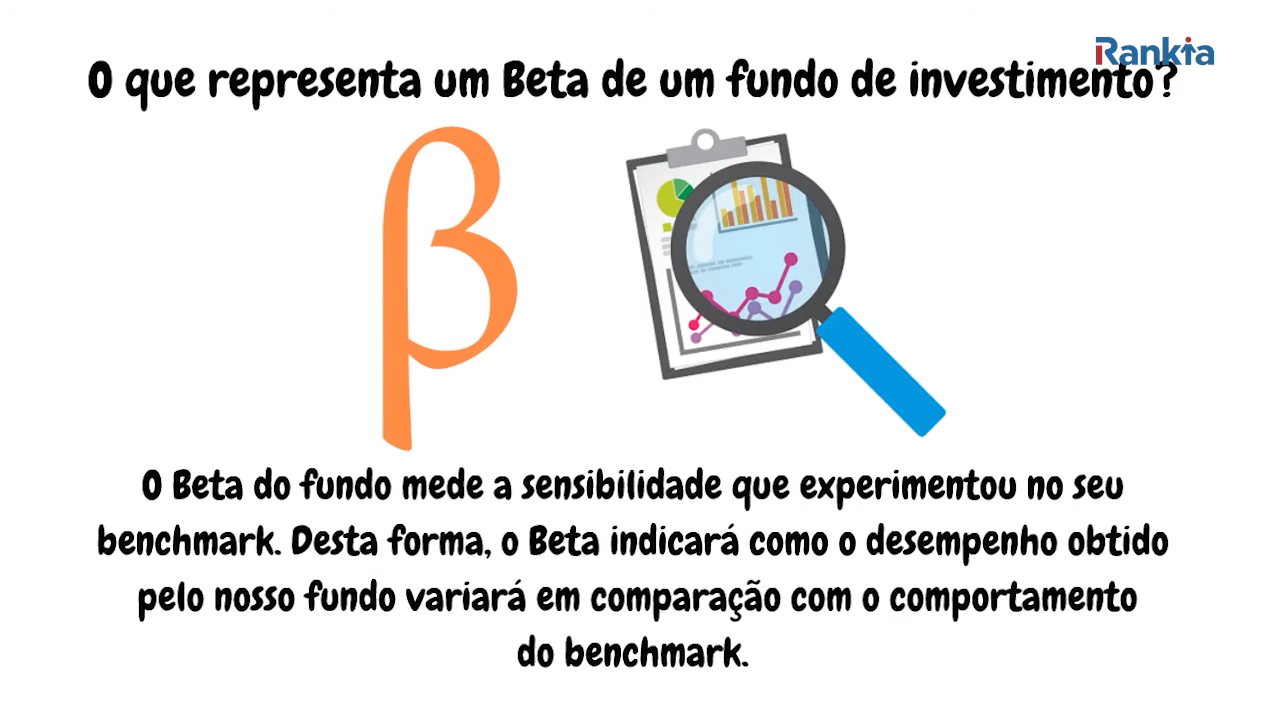 Rankia
O que representa um Beta de um fundo de investimento?
β
O Beta do fundo mede a sensibilidade que experimentou no seu
benchmark. Desta forma, o Beta indicará como o desempenho obtido
pelo nosso fundo variará em comparação com o comportamento
do benchmark.